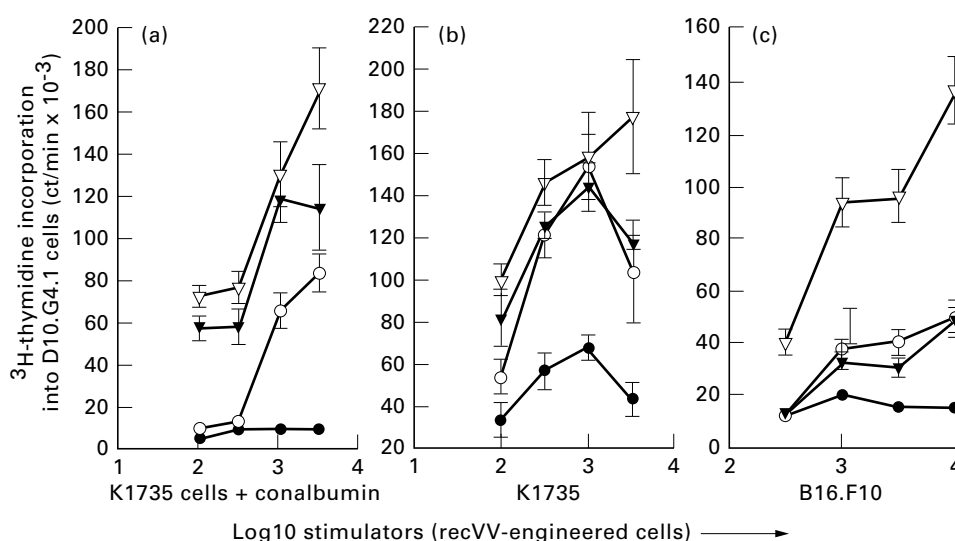 ³H-thymidine incorporation
into D10.G4.1 cells (ct/min x 10⁻³)
(a)
200
180
160
140
120
100
80
60
40
20
0
1 2 3 4
K1735 cells + conalbumin
(b)
220
200
180
160
140
120
100
80
60
40
20
1 2 3 4
K1735
(c)
160
140
120
100
80
60
40
20
0
2 3 4
B16.F10
Log10 stimulators (recVV-engineered cells)